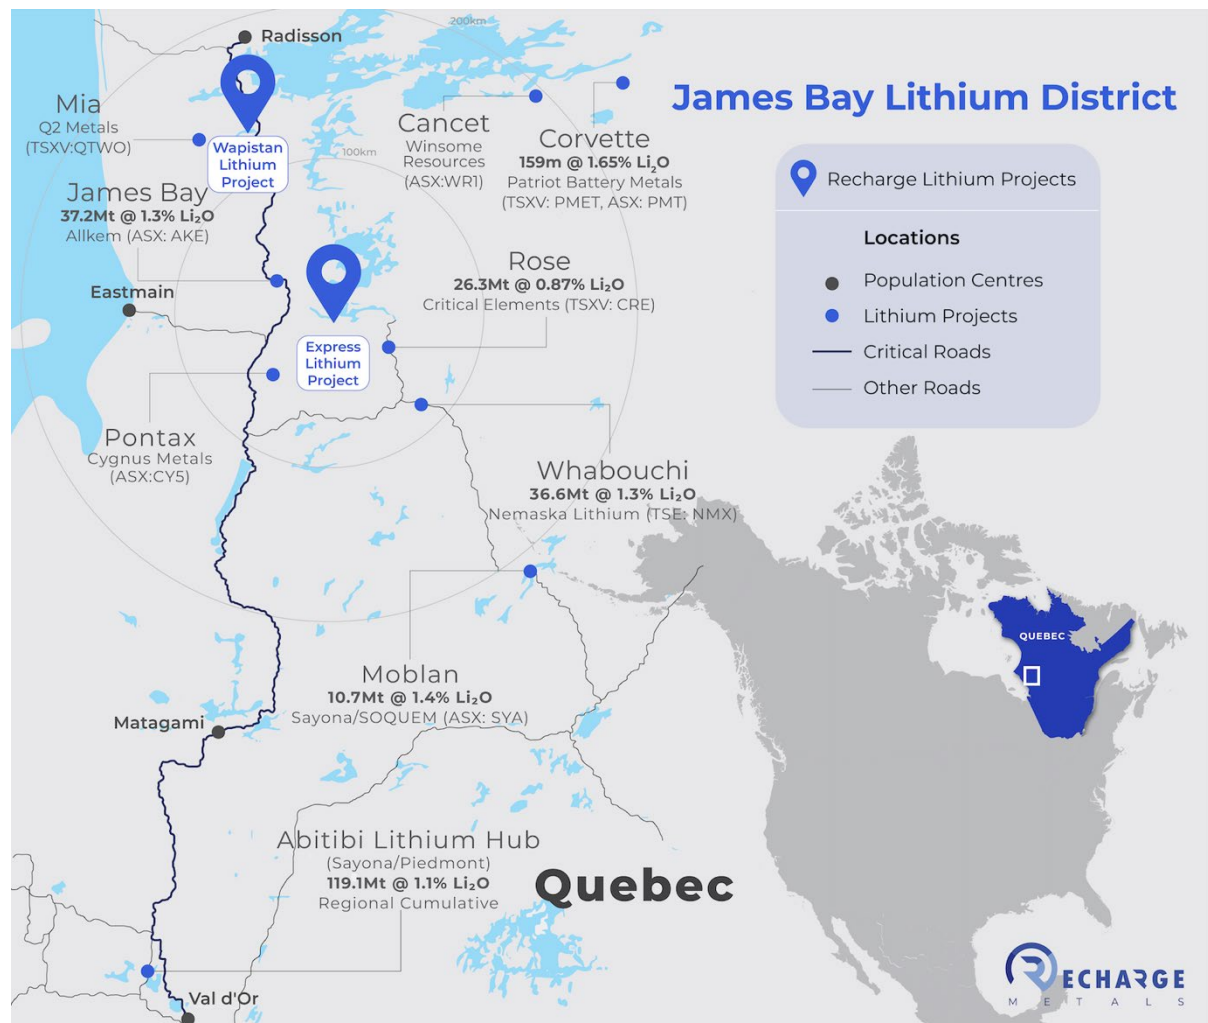 200km
Radisson
James Bay Lithium District
Mia
Q2 Metals
(TSXV:QTWO)
Wapistan
Lithium
Project
100km
Cancet
Winsome
Resources
(ASX:WR1)
Corvette
159m @ 1.65% Li₂O
Patriot Battery Metals
(TSXV: PMET, ASX: PMT)
Recharge Lithium Projects
Locations
Population Centres
Lithium Projects
Critical Roads
Other Roads
James Bay
37.2Mt @ 1.3% Li₂O
Allkem (ASX: AKE)
Eastmain
Rose
26.3Mt @ 0.87% Li₂O
Critical Elements (TSXV: CRE)
Express
Lithium
Project
Pontax
Cygnus Metals
(ASX:CY5)
Whabouchi
36.6Mt @ 1.3% Li₂O
Nemaska Lithium (TSE: NMX)
QUEBEC
Moblan
10.7Mt @ 1.4% Li₂O
Sayona/SOQUEM (ASX: SYA)
Matagami
Abitibi Lithium Hub
(Sayona/Piedmont)
119.1Mt @ 1.1% Li₂O
Regional Cumulative
Quebec
Val d'Or
RECHARGE
METALS